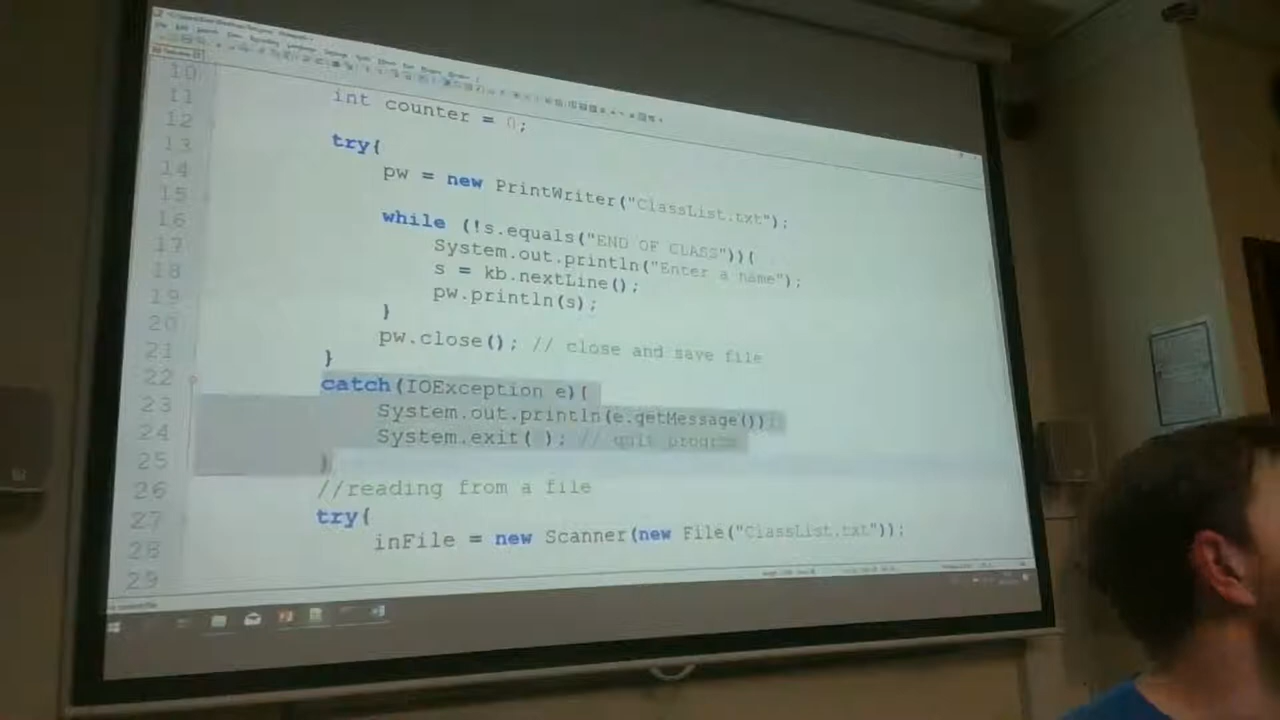 10
11 int counter = 0;
12
13 try{
14 pw = new PrintWriter("ClassList.txt");
15
16 while (!s.equals("END OF CLASS")){
17 System.out.println("Enter a name");
18 s = kb.nextLine();
19 pw.println(s);
20 }
21 pw.close(); // close and save file
22 }
23 catch(IOException e){
24 System.out.println(e.getMessage());
25 System.exit( ); // quit program
26 }
27 //reading from a file
28 try{
29 inFile = new Scanner(new File("ClassList.txt"));